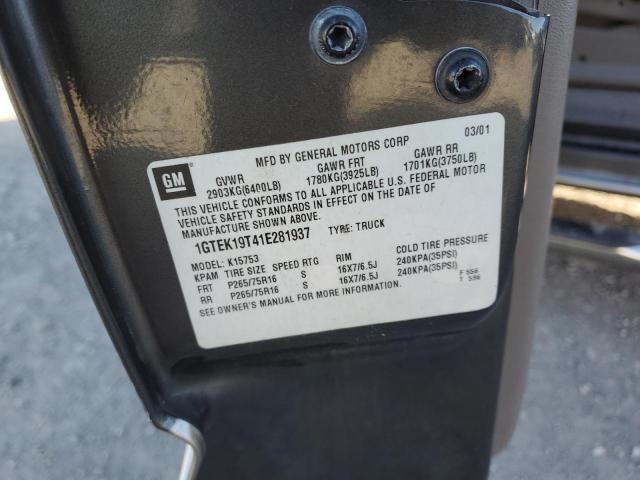 MFD BY GENERAL MOTORS CORP 03/01
GM
GVWR GAWR FRT GAWR RR
2903KG(6400LB) 1780KG(3925LB) 1701KG(3750LB)
THIS VEHICLE CONFORMS TO ALL APPLICABLE U.S. FEDERAL MOTOR
VEHICLE SAFETY STANDARDS IN EFFECT ON THE DATE OF
MANUFACTURE SHOWN ABOVE.
1GTEK19T41E281937 TYPE: TRUCK
MODEL: K15753
KPAM TIRE SIZE SPEED RTG RIM COLD TIRE PRESSURE
FRT P265/75R16 S 16X7/6.5J 240KPA(35PSI)
RR P265/75R16 S 16X7/6.5J 240KPA(35PSI)
SEE OWNER'S MANUAL FOR MORE INFORMATION.
F 556
T 596